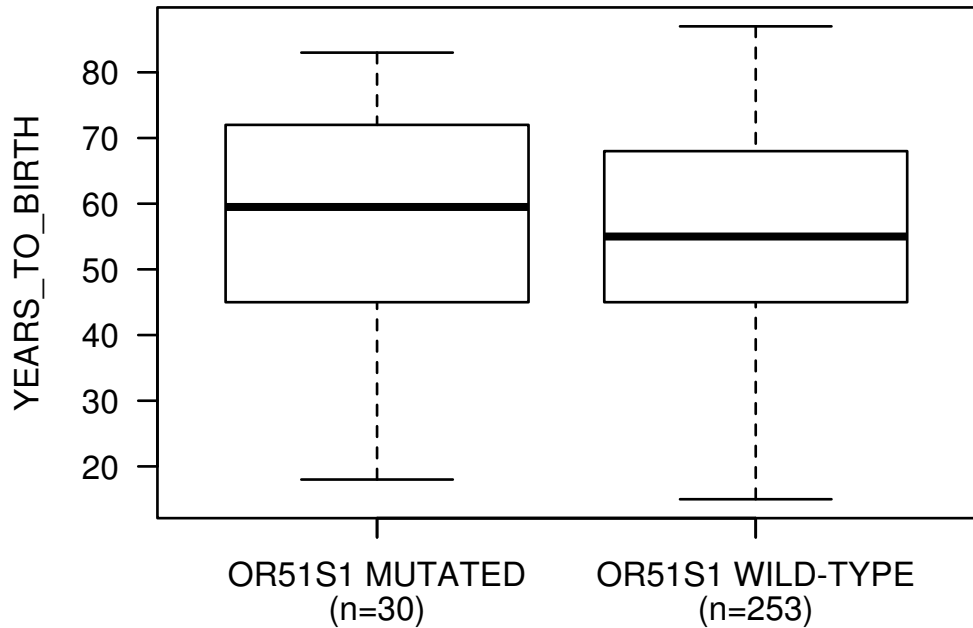 YEARS_TO_BIRTH
80
70
60
50
40
30
20
OR51S1 MUTATED
(n=30)
OR51S1 WILD-TYPE
(n=253)